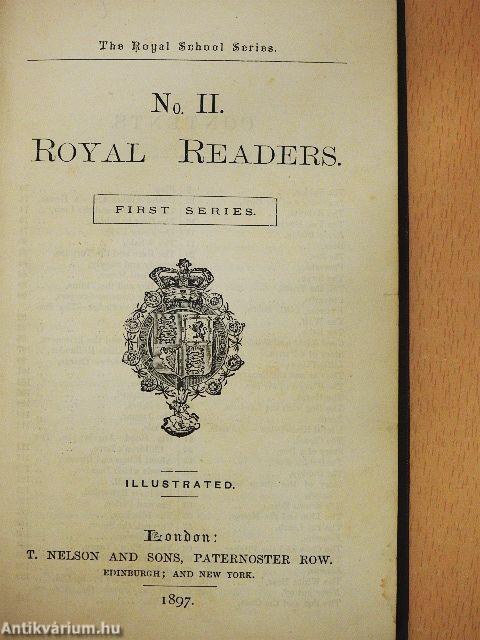 The Royal School Series.
No. II.
ROYAL READERS.
FIRST SERIES.
ILLUSTRATED.
London:
T. NELSON AND SONS, PATERNOSTER ROW.
EDINBURGH; AND NEW YORK.
1897.
Antikvárium.hu